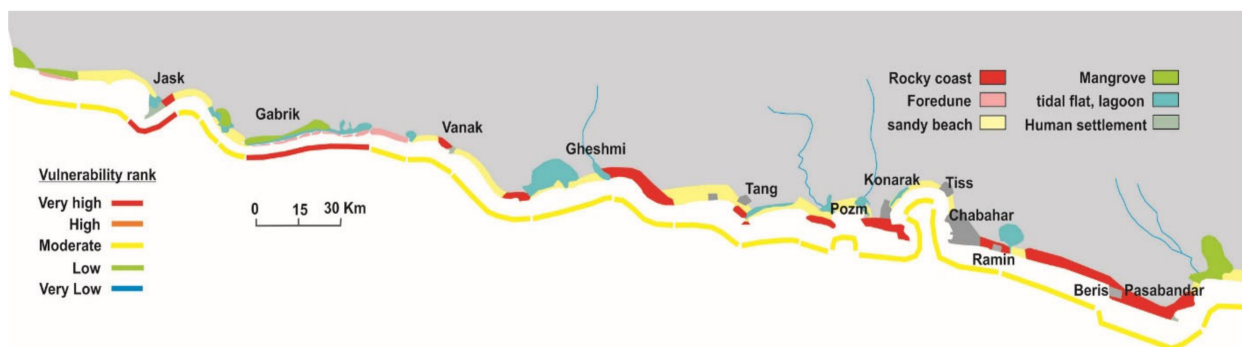 Jask
Gabrik
Vanak
Gheshmi
Tang
Pozm
Konarak
Tiss
Chabahar
Ramin
Beris
Pasabandar
Rocky coast
Foredune
sandy beach
Mangrove
tidal flat, lagoon
Human settlement
Vulnerability rank
Very high
High
Moderate
Low
Very Low
0 15 30 Km